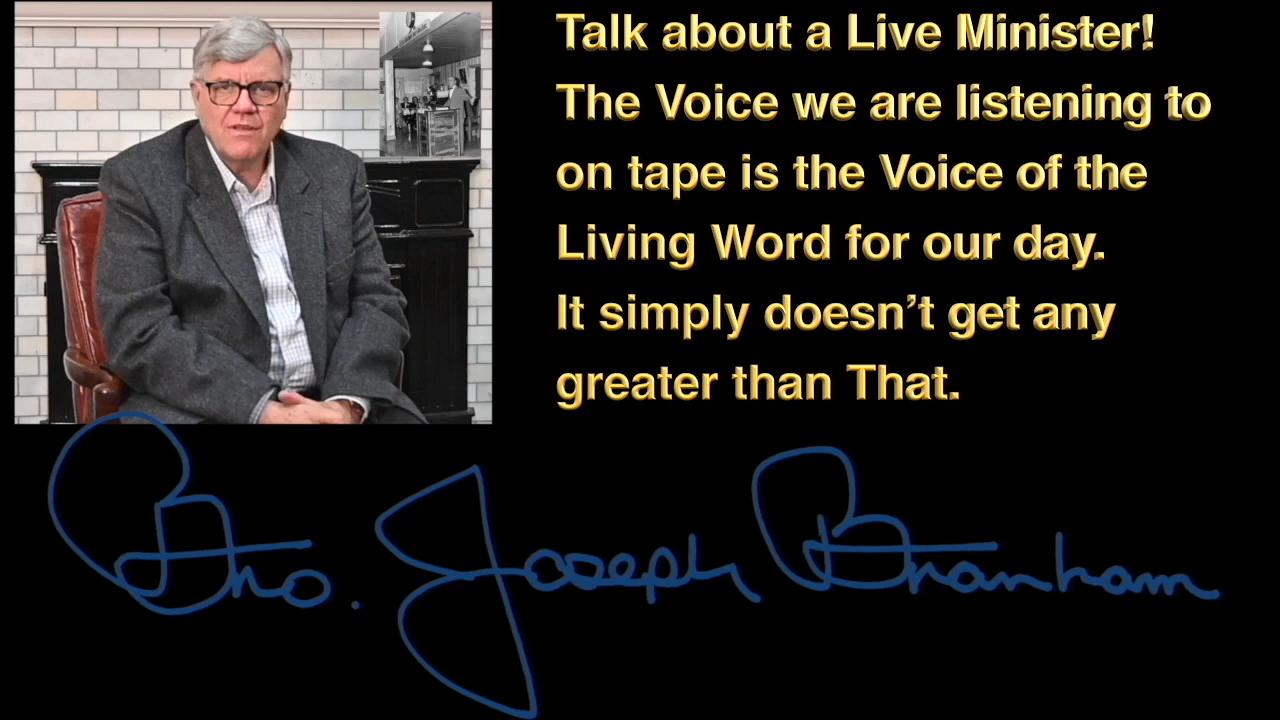 Talk about a Live Minister!
The Voice we are listening to
on tape is the Voice of the
Living Word for our day.
It simply doesn’t get any
greater than That.
Bro. Joseph Branham